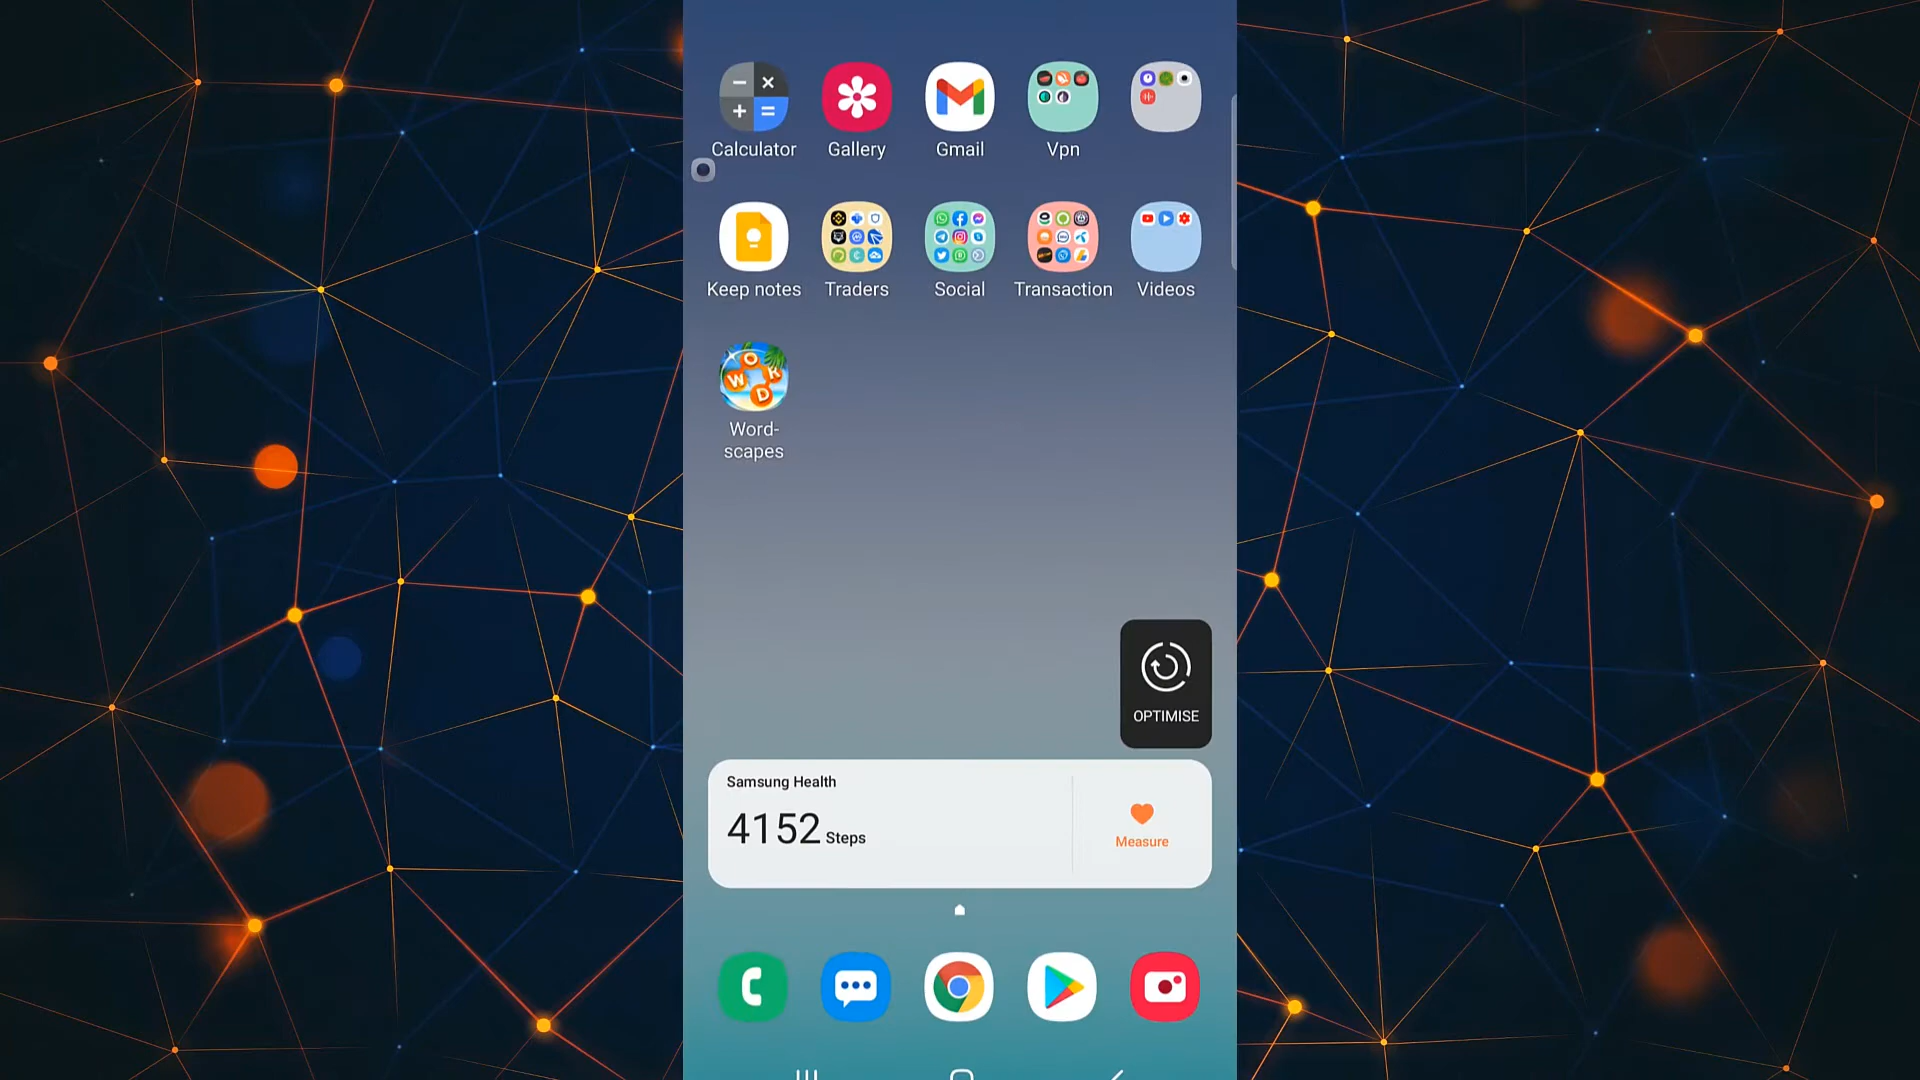 Calculator
Gallery
Gmail
Vpn
Keep notes
Traders
Social
Transaction
Videos
W O R D
Word-
scapes
OPTIMISE
Samsung Health
4152 Steps
Measure